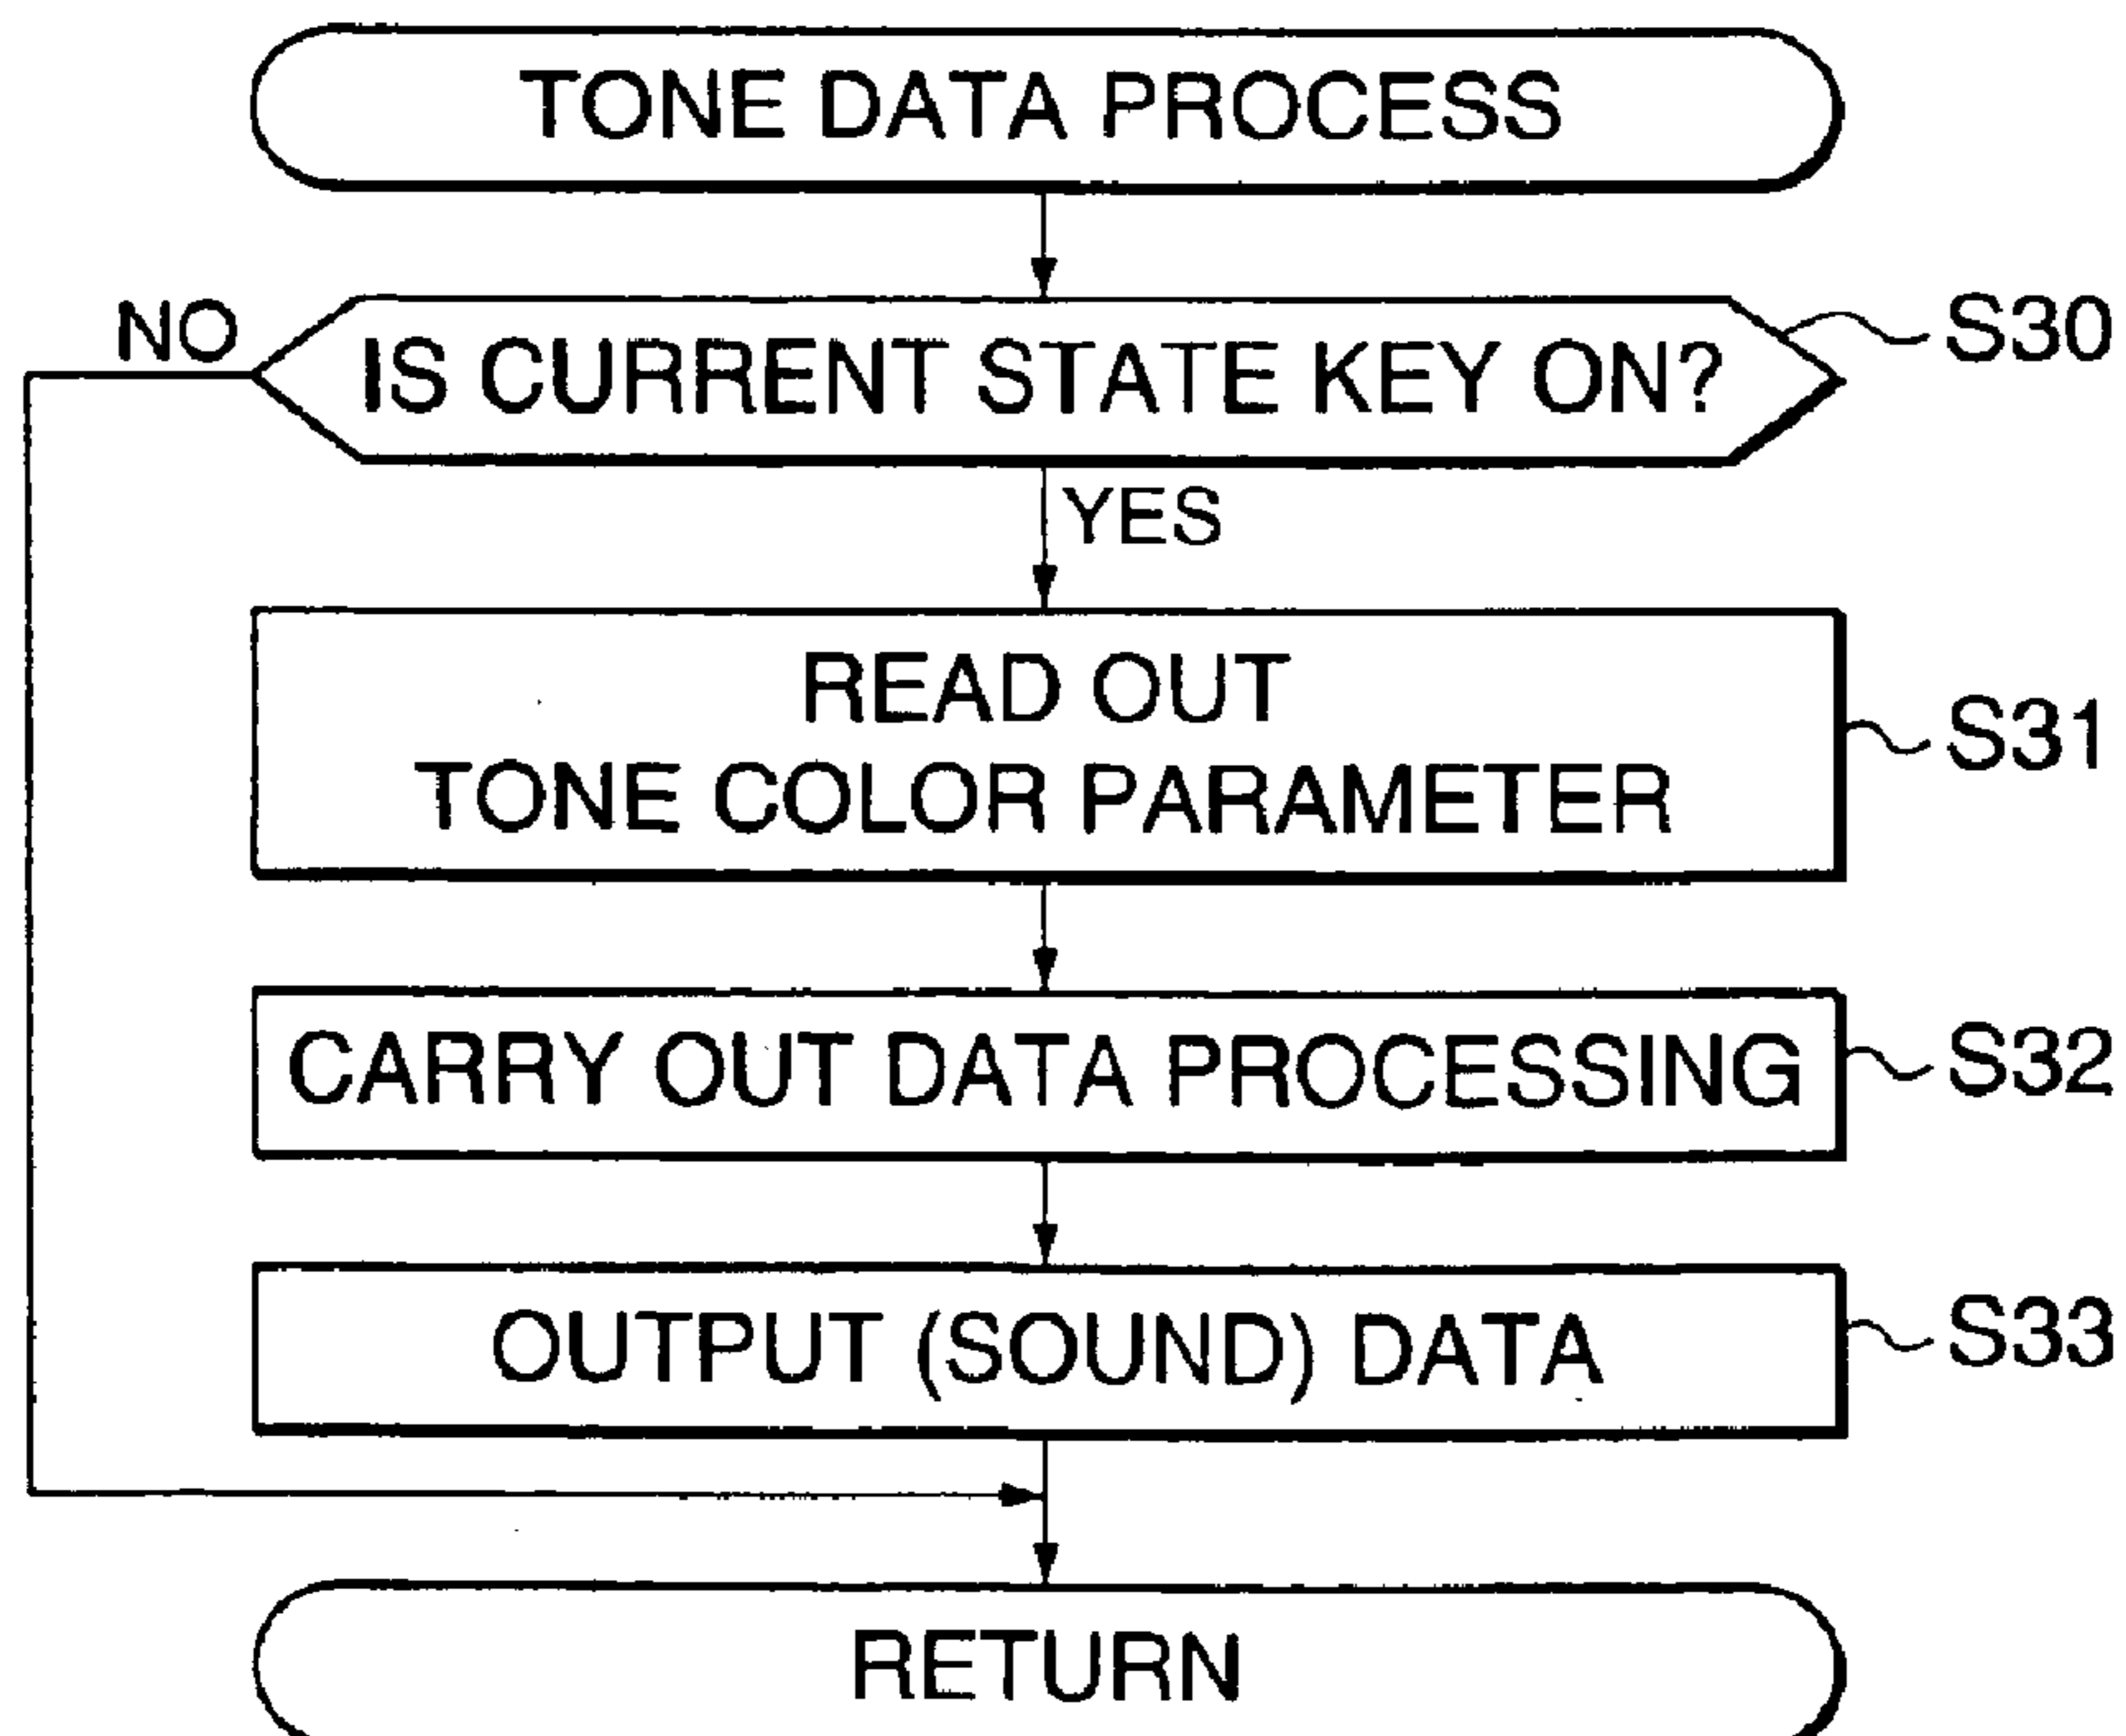 TONE DATA PROCESS
NO
IS CURRENT STATE KEY ON?
S30
YES
READ OUT
TONE COLOR PARAMETER
S31
CARRY OUT DATA PROCESSING
S32
OUTPUT (SOUND) DATA
S33
RETURN